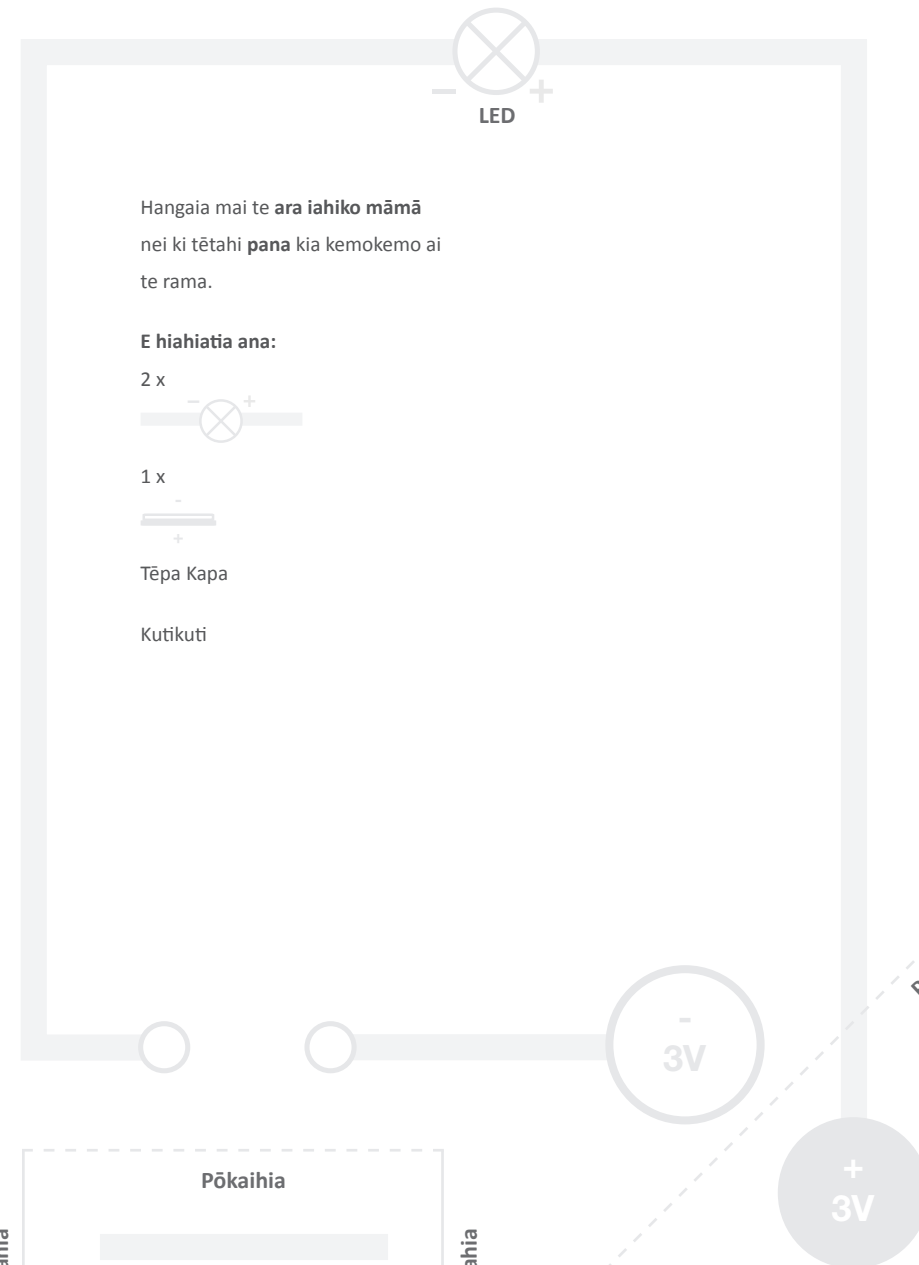 - +
LED
Hangaia mai te ara iahiko māmā
nei ki tētahi pana kia kemokemo ai
te rama.
E hiahiatia ana:
2 x
- +
1 x
-
+
Tēpa Kapa
Kutikuti
-
3V
+
3V
Pōkaihia